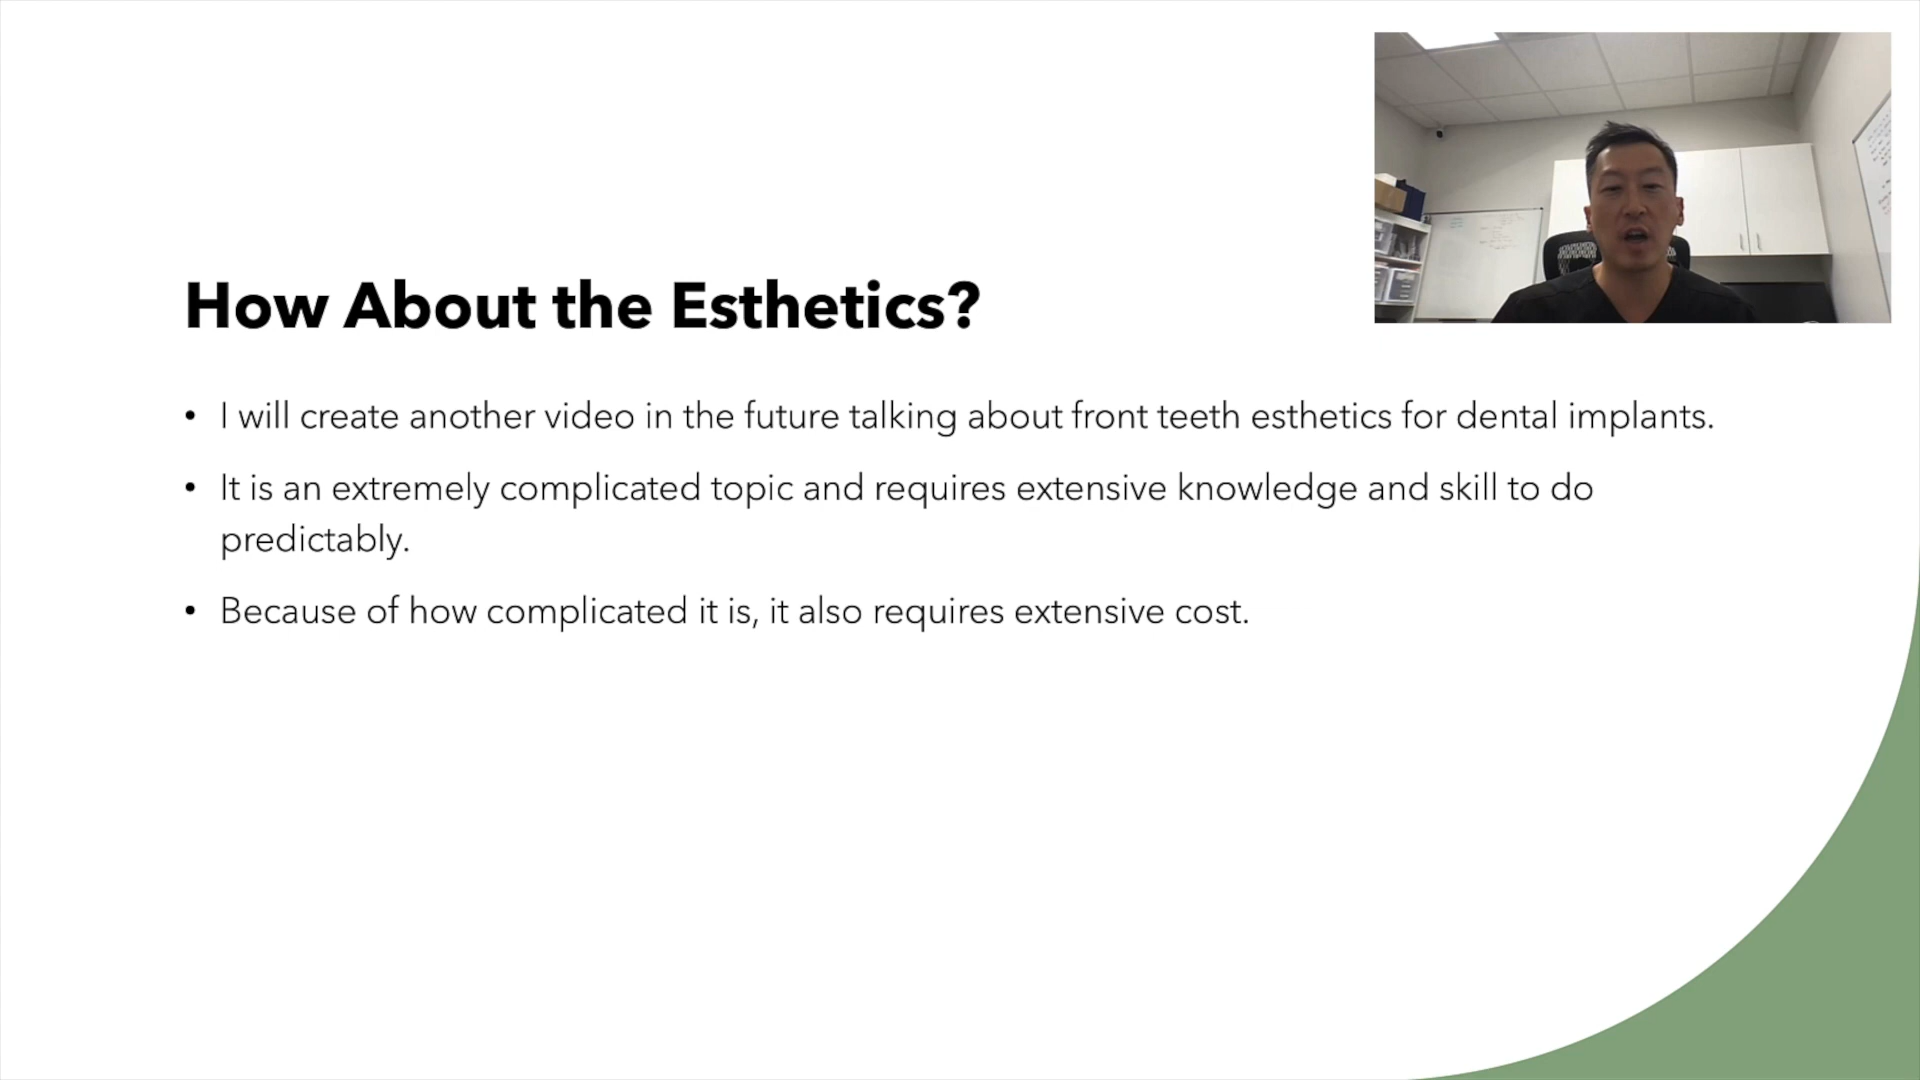 How About the Esthetics?
• I will create another video in the future talking about front teeth esthetics for dental implants.
• It is an extremely complicated topic and requires extensive knowledge and skill to do
predictably.
• Because of how complicated it is, it also requires extensive cost.